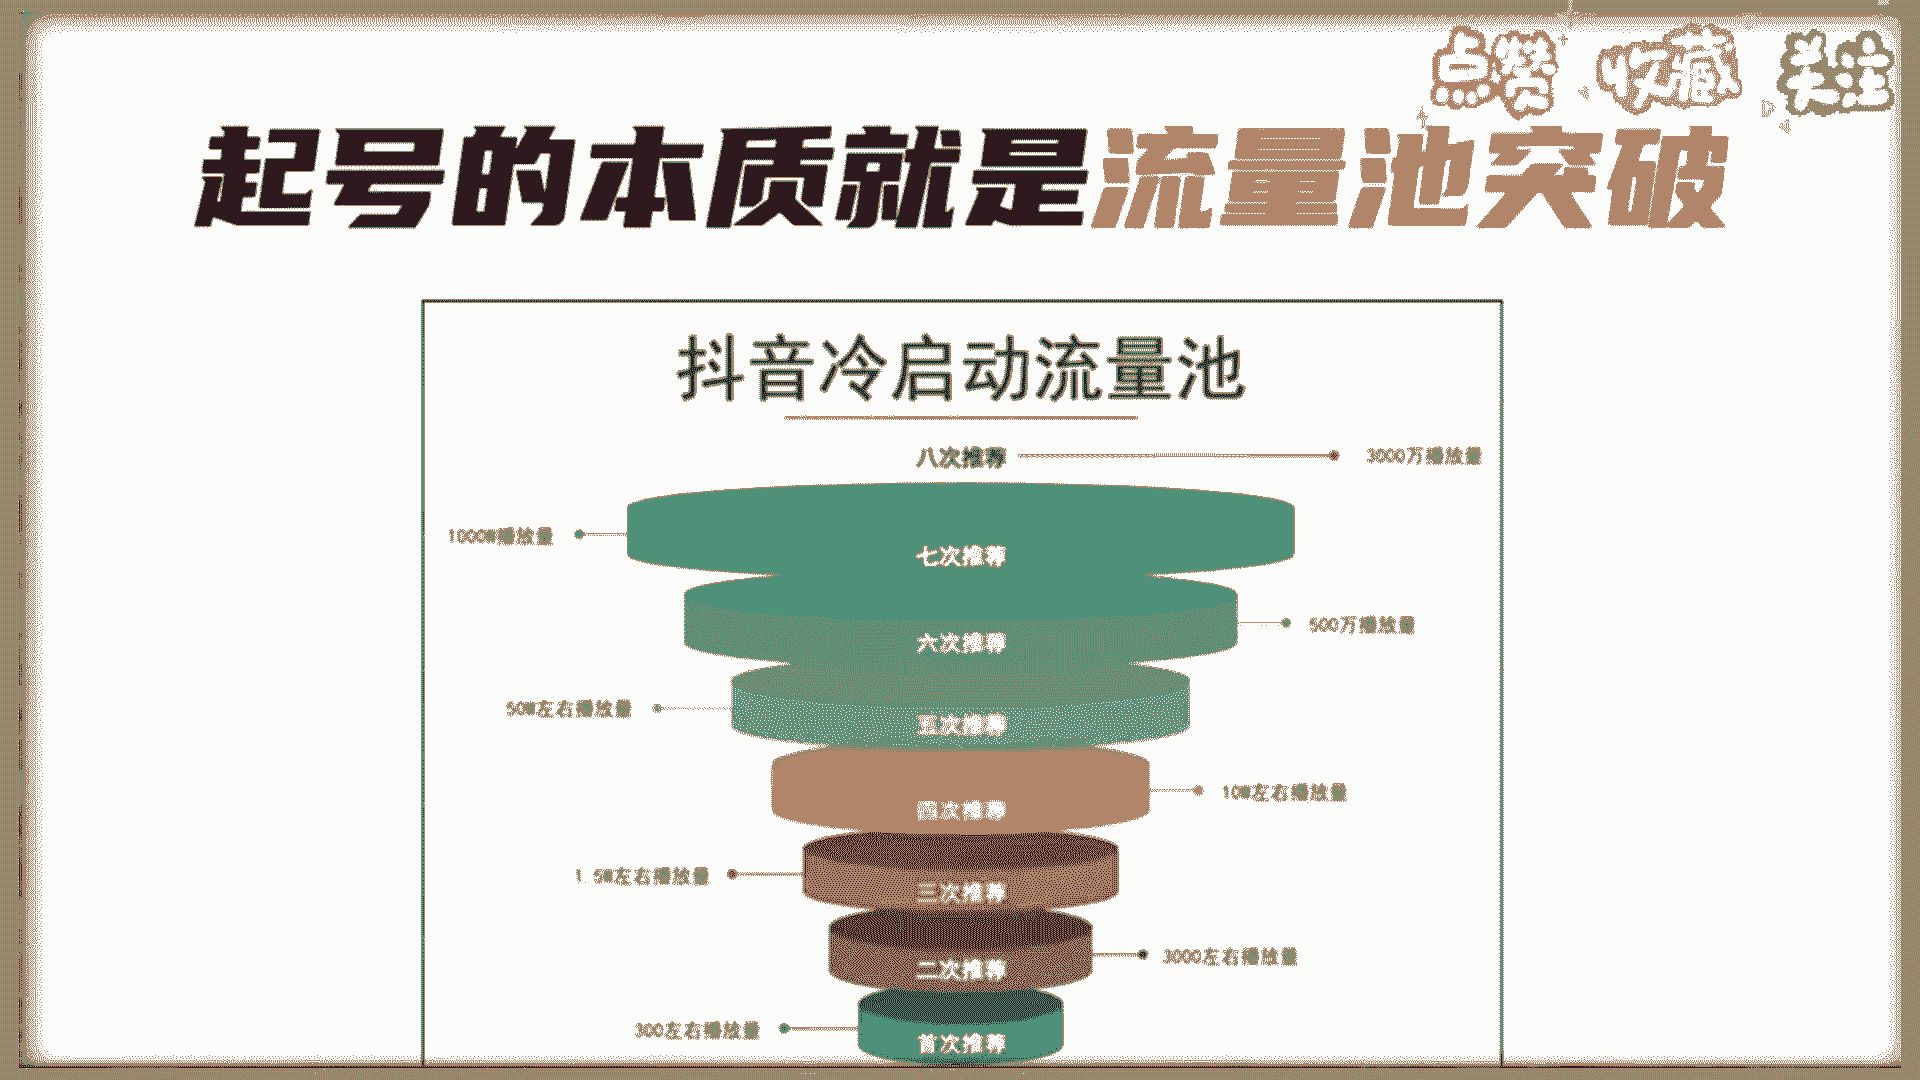 点赞 收藏 关注
起号的本质就是流量池突破
抖音冷启动流量池
八次推荐 3000万播放量
1000W播放量 七次推荐
六次推荐 500万播放量
50W左右播放量 五次推荐
四次推荐 10W左右播放量
1.5W左右播放量 三次推荐
二次推荐 3000左右播放量
300左右播放量 首次推荐